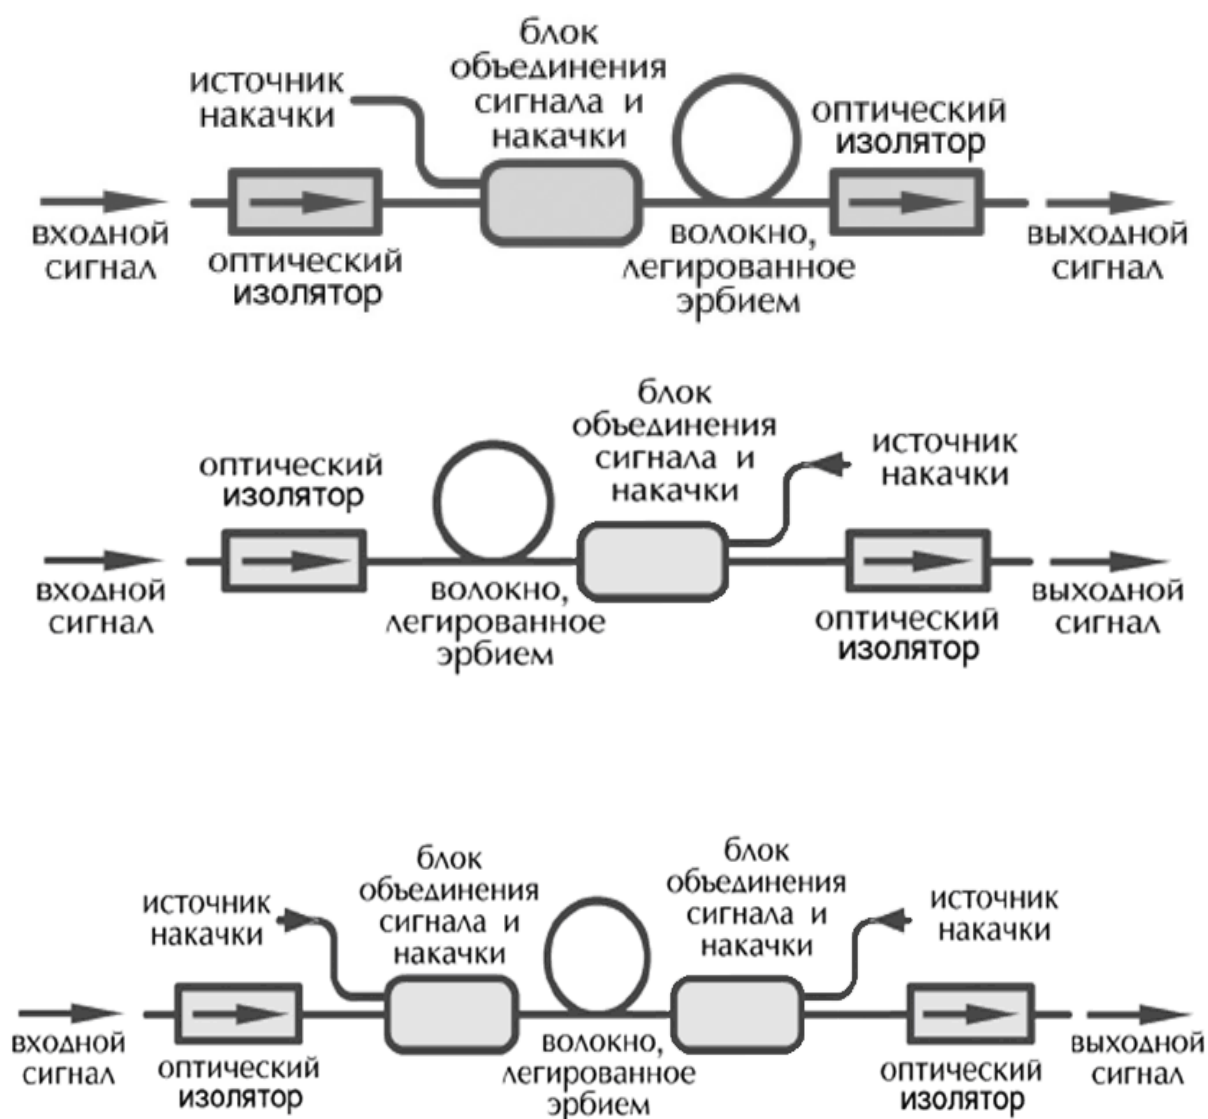 блок
объединения
сигнала и
накачки
источник
накачки
оптический
изолятор
входной
сигнал
оптический
изолятор
волокно,
легированное
эрбием
выходной
сигнал
блок
объединения
сигнала и
накачки
источник
накачки
оптический
изолятор
входной
сигнал
волокно,
легированное
эрбием
оптический
изолятор
выходной
сигнал
блок
объединения
сигнала и
накачки
блок
объединения
сигнала и
накачки
источник
накачки
источник
накачки
входной
сигнал
оптический
изолятор
волокно,
легированное
эрбием
оптический
изолятор
выходной
сигнал